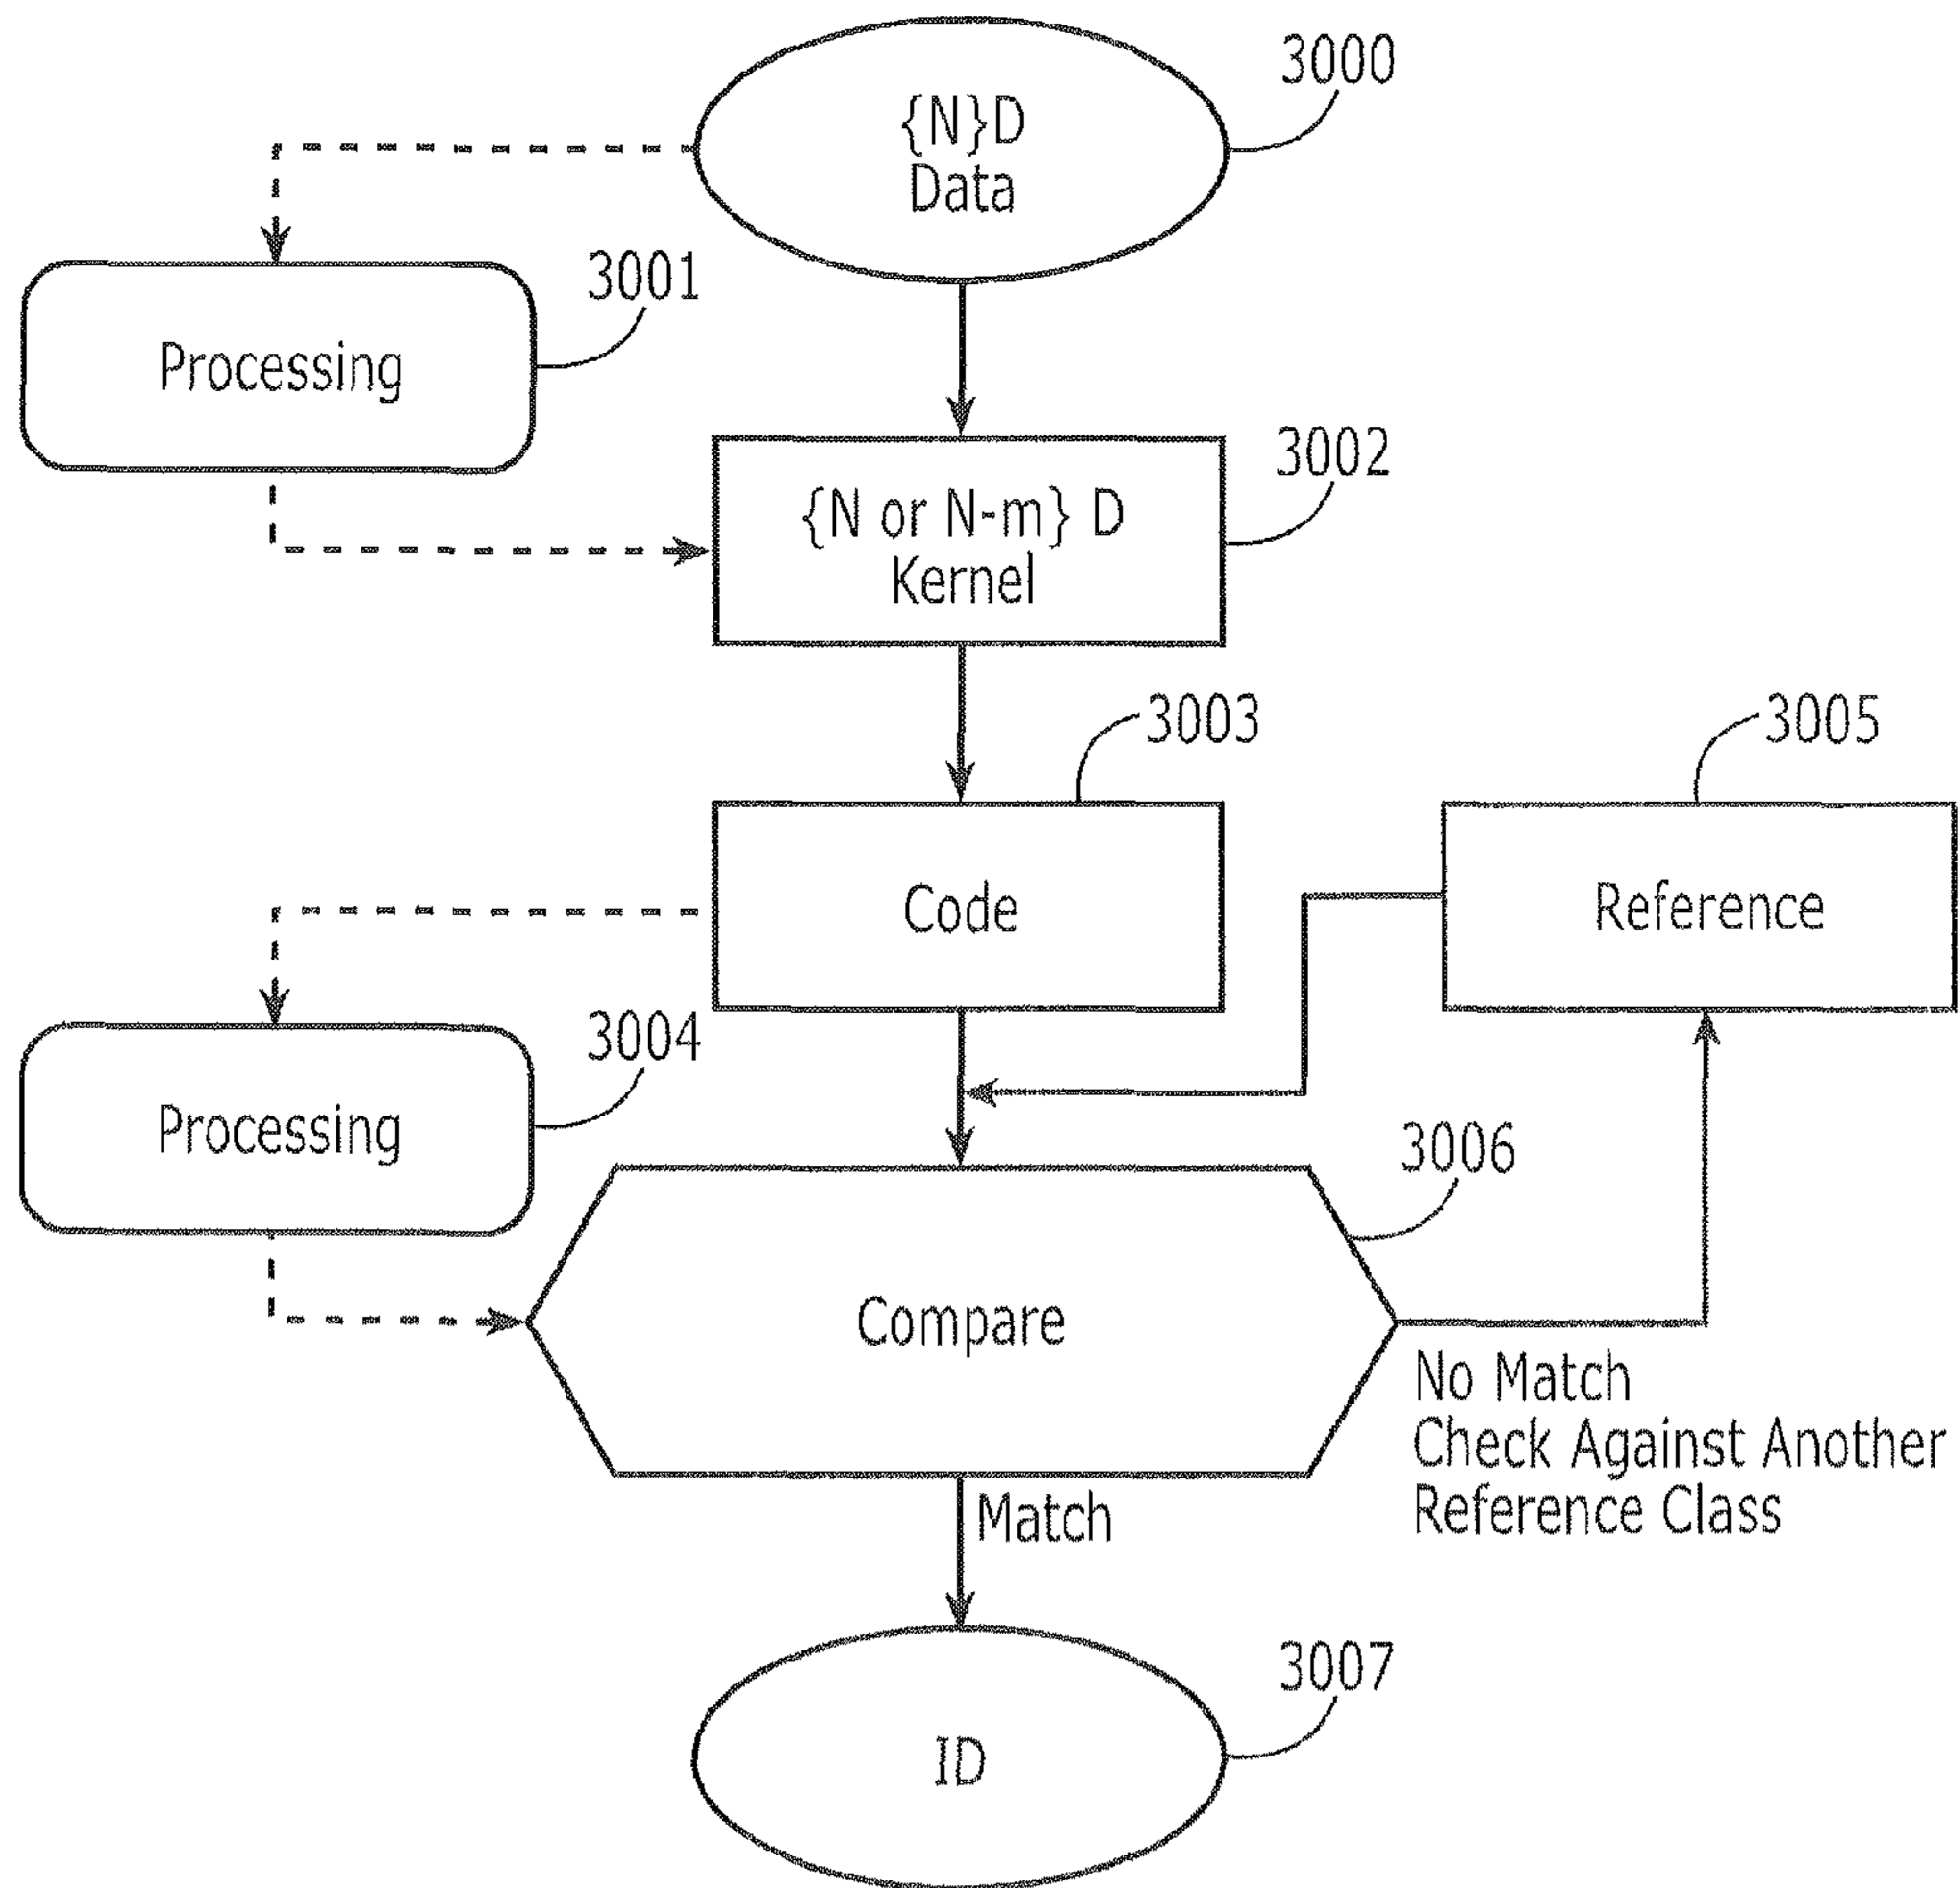 3000
{N}D
Data
3001
Processing
3002
{N or N-m} D
Kernel
3003
3005
Code
Reference
3004
Processing
3006
Compare
No Match
Check Against Another
Reference Class
Match
3007
ID